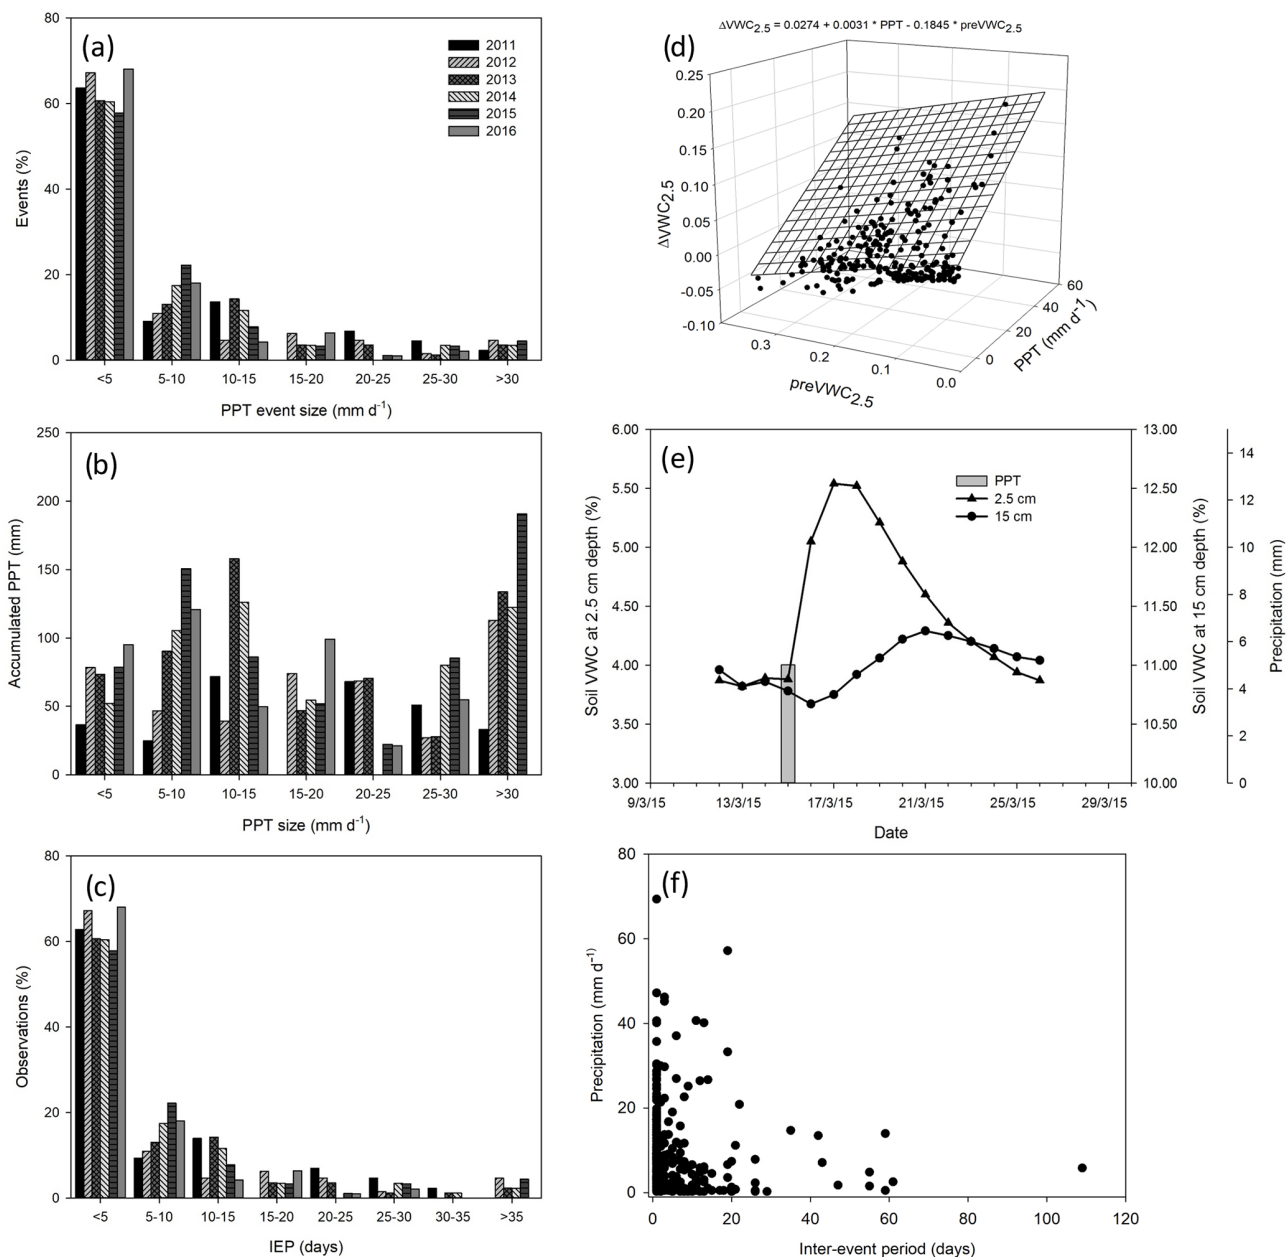 (a)
80
60
40
20
0
Events (%)
2011
2012
2013
2014
2015
2016
<5 5-10 10-15 15-20 20-25 25-30 >30
PPT event size (mm d⁻¹)
(b)
250
200
150
100
50
0
Accumulated PPT (mm)
<5 5-10 10-15 15-20 20-25 25-30 >30
PPT size (mm d⁻¹)
(c)
80
60
40
20
0
Observations (%)
<5 5-10 10-15 15-20 20-25 25-30 30-35 >35
IEP (days)
(d)
ΔVWC2.5 = 0.0274 + 0.0031 * PPT - 0.1845 * preVWC2.5
0.25
0.20
0.15
0.10
0.05
0.00
-0.05
-0.10
ΔVWC2.5
0.3 0.2 0.1 0.0
preVWC2.5
0 20 40 60
PPT (mm d⁻¹)
(e)
6.00
5.50
5.00
4.50
4.00
3.50
3.00
Soil VWC at 2.5 cm depth (%)
PPT
2.5 cm
15 cm
13.00
12.50
12.00
11.50
11.00
10.50
10.00
Soil VWC at 15 cm depth (%)
14
12
10
8
6
4
2
0
Precipitation (mm)
9/3/15 13/3/15 17/3/15 21/3/15 25/3/15 29/3/15
Date
(f)
80
60
40
20
0
Precipitation (mm d⁻¹)
0 20 40 60 80 100 120
Inter-event period (days)